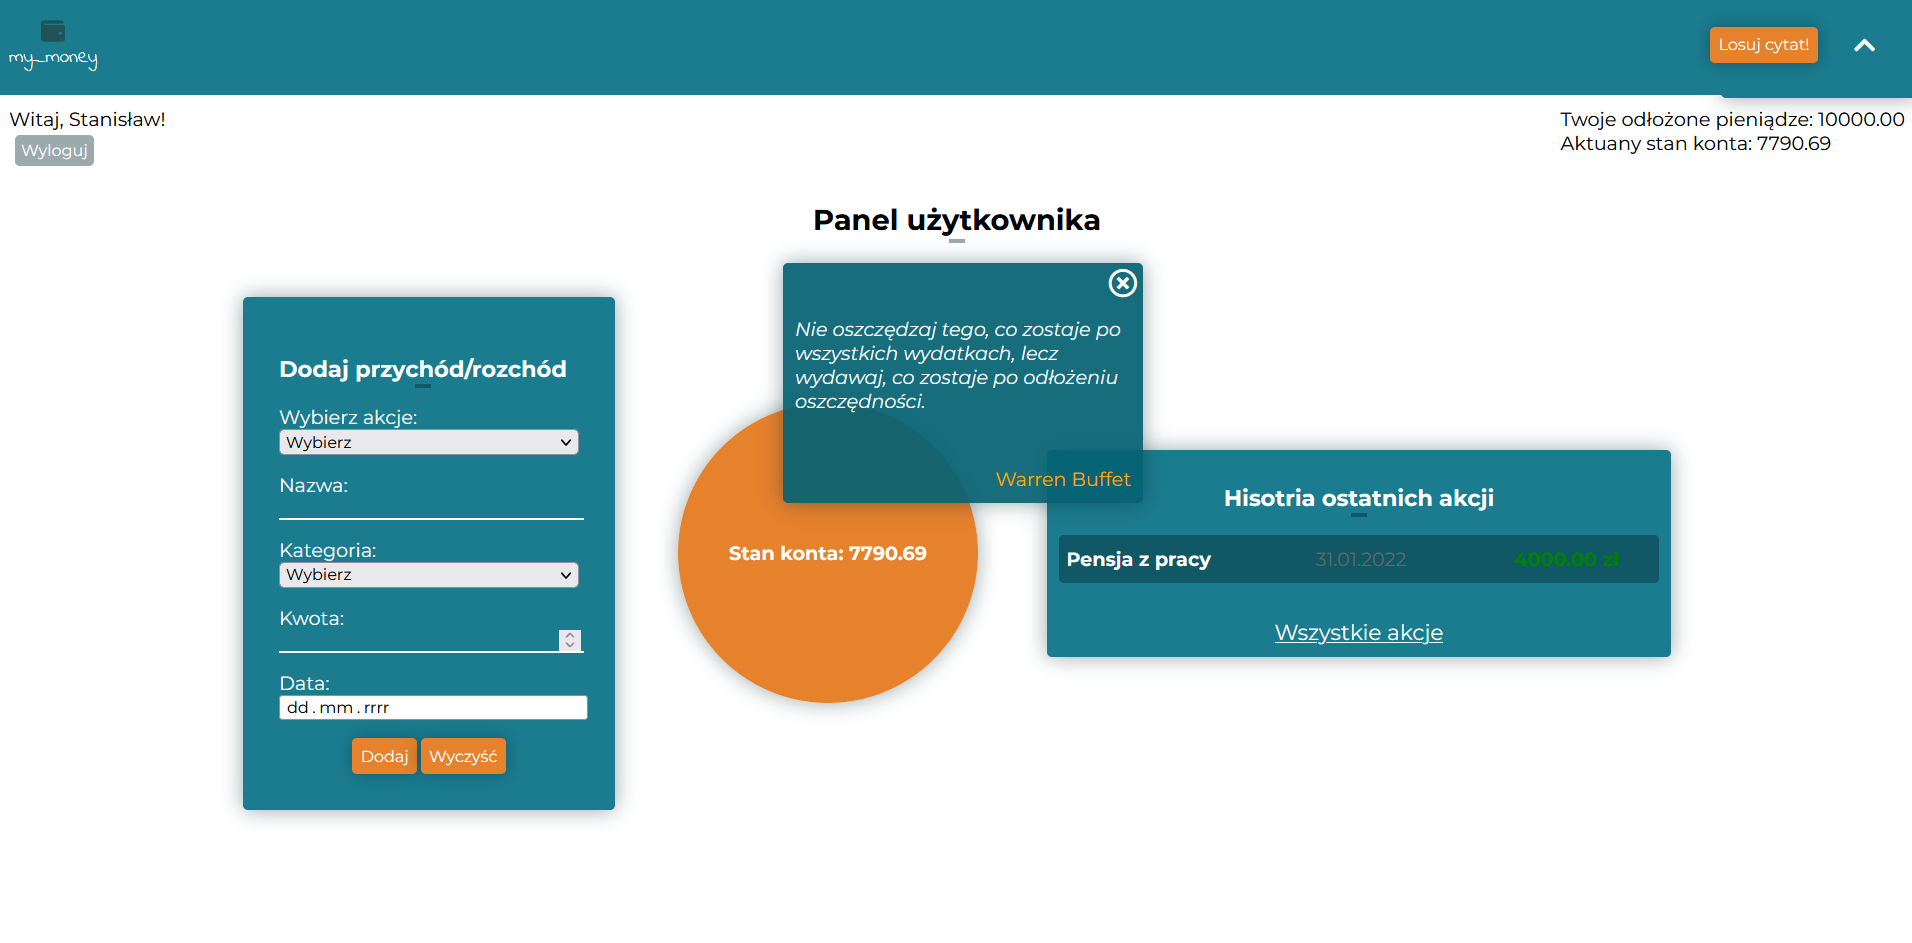 my_money
Losuj cytat!
Witaj, Stanisław!
Wyloguj
Twoje odłożone pieniądze: 10000.00
Aktuany stan konta: 7790.69
Panel użytkownika
Nie oszczędzaj tego, co zostaje po
wszystkich wydatkach, lecz
wydawaj, co zostaje po odłożeniu
oszczędności.
Warren Buffet
Dodaj przychód/rozchód
Wybierz akcje:
Wybierz
Nazwa:
Kategoria:
Wybierz
Kwota:
Data:
dd.mm.rrrr
Dodaj Wyczyść
Stan konta: 7790.69
Hisotria ostatnich akcji
Pensja z pracy 31.01.2022 4000.00 zł
Wszystkie akcje